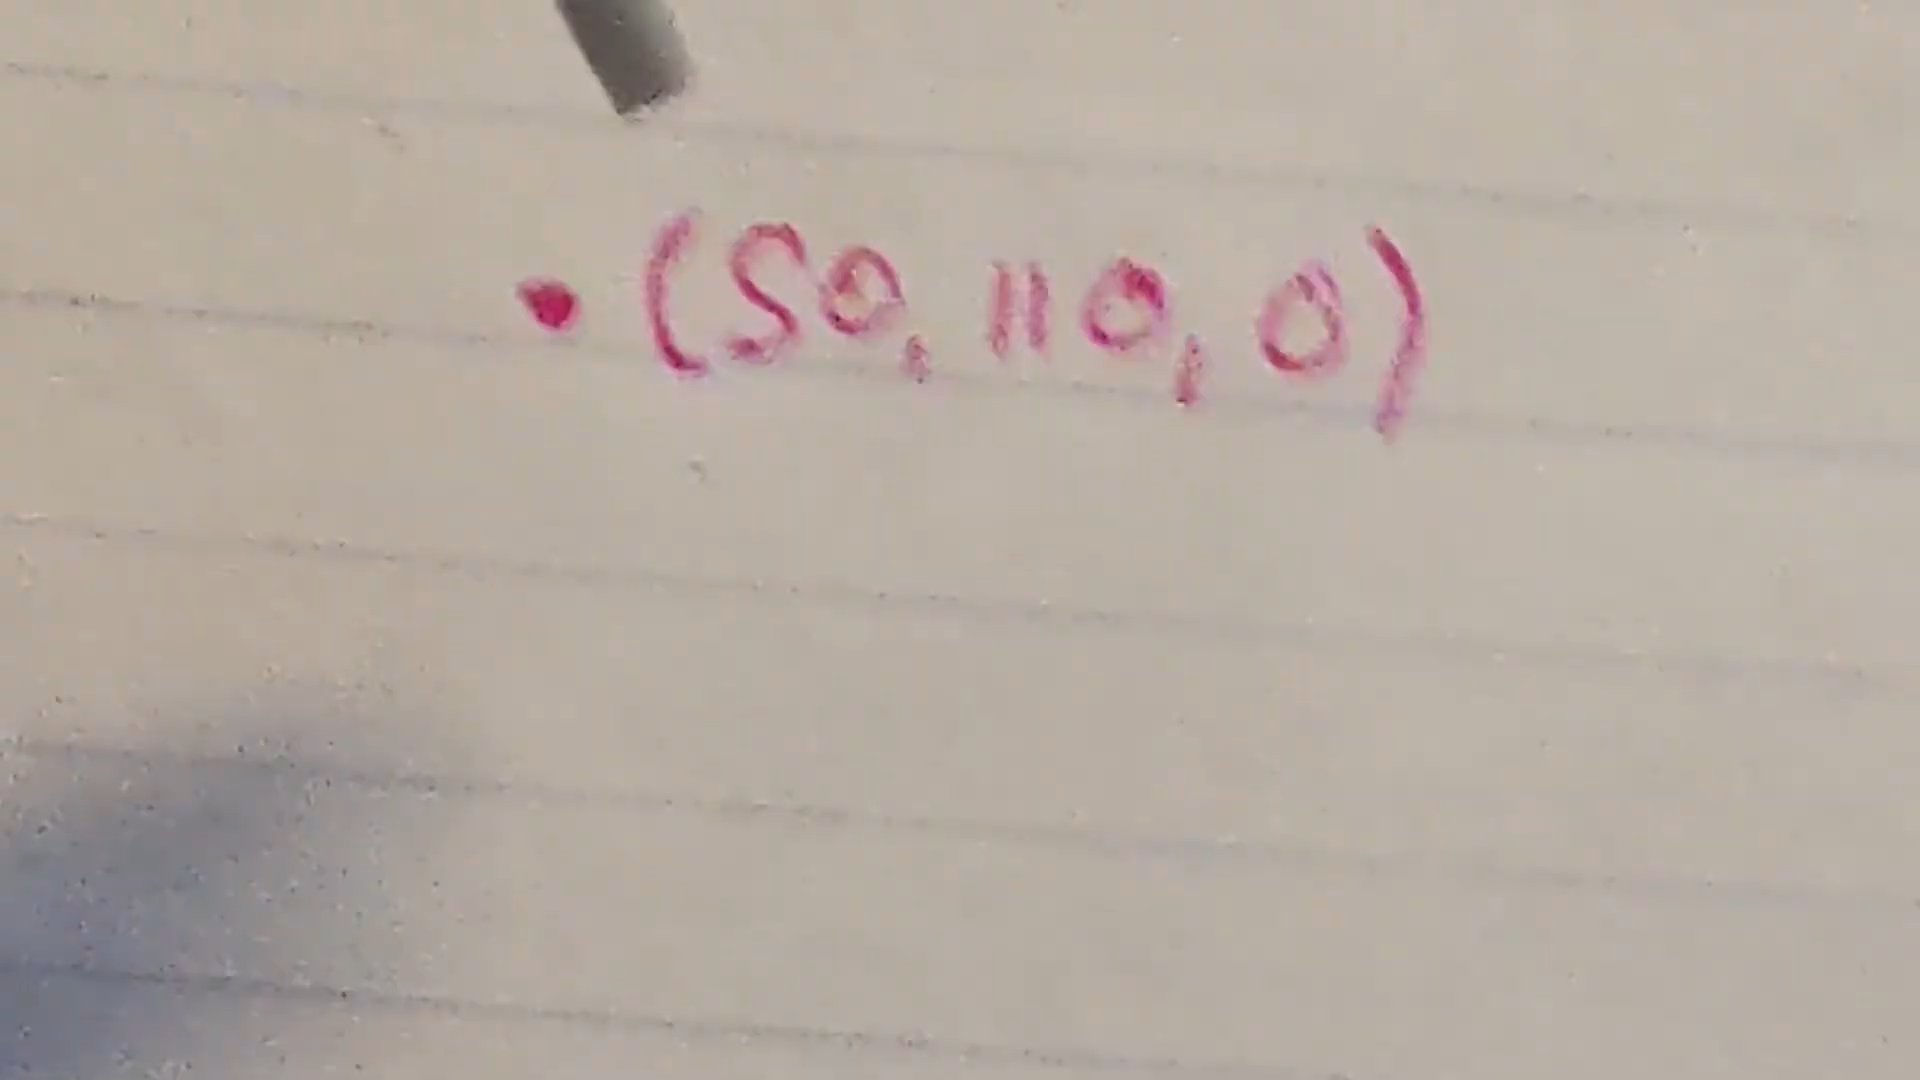 • (50, 110, 0)